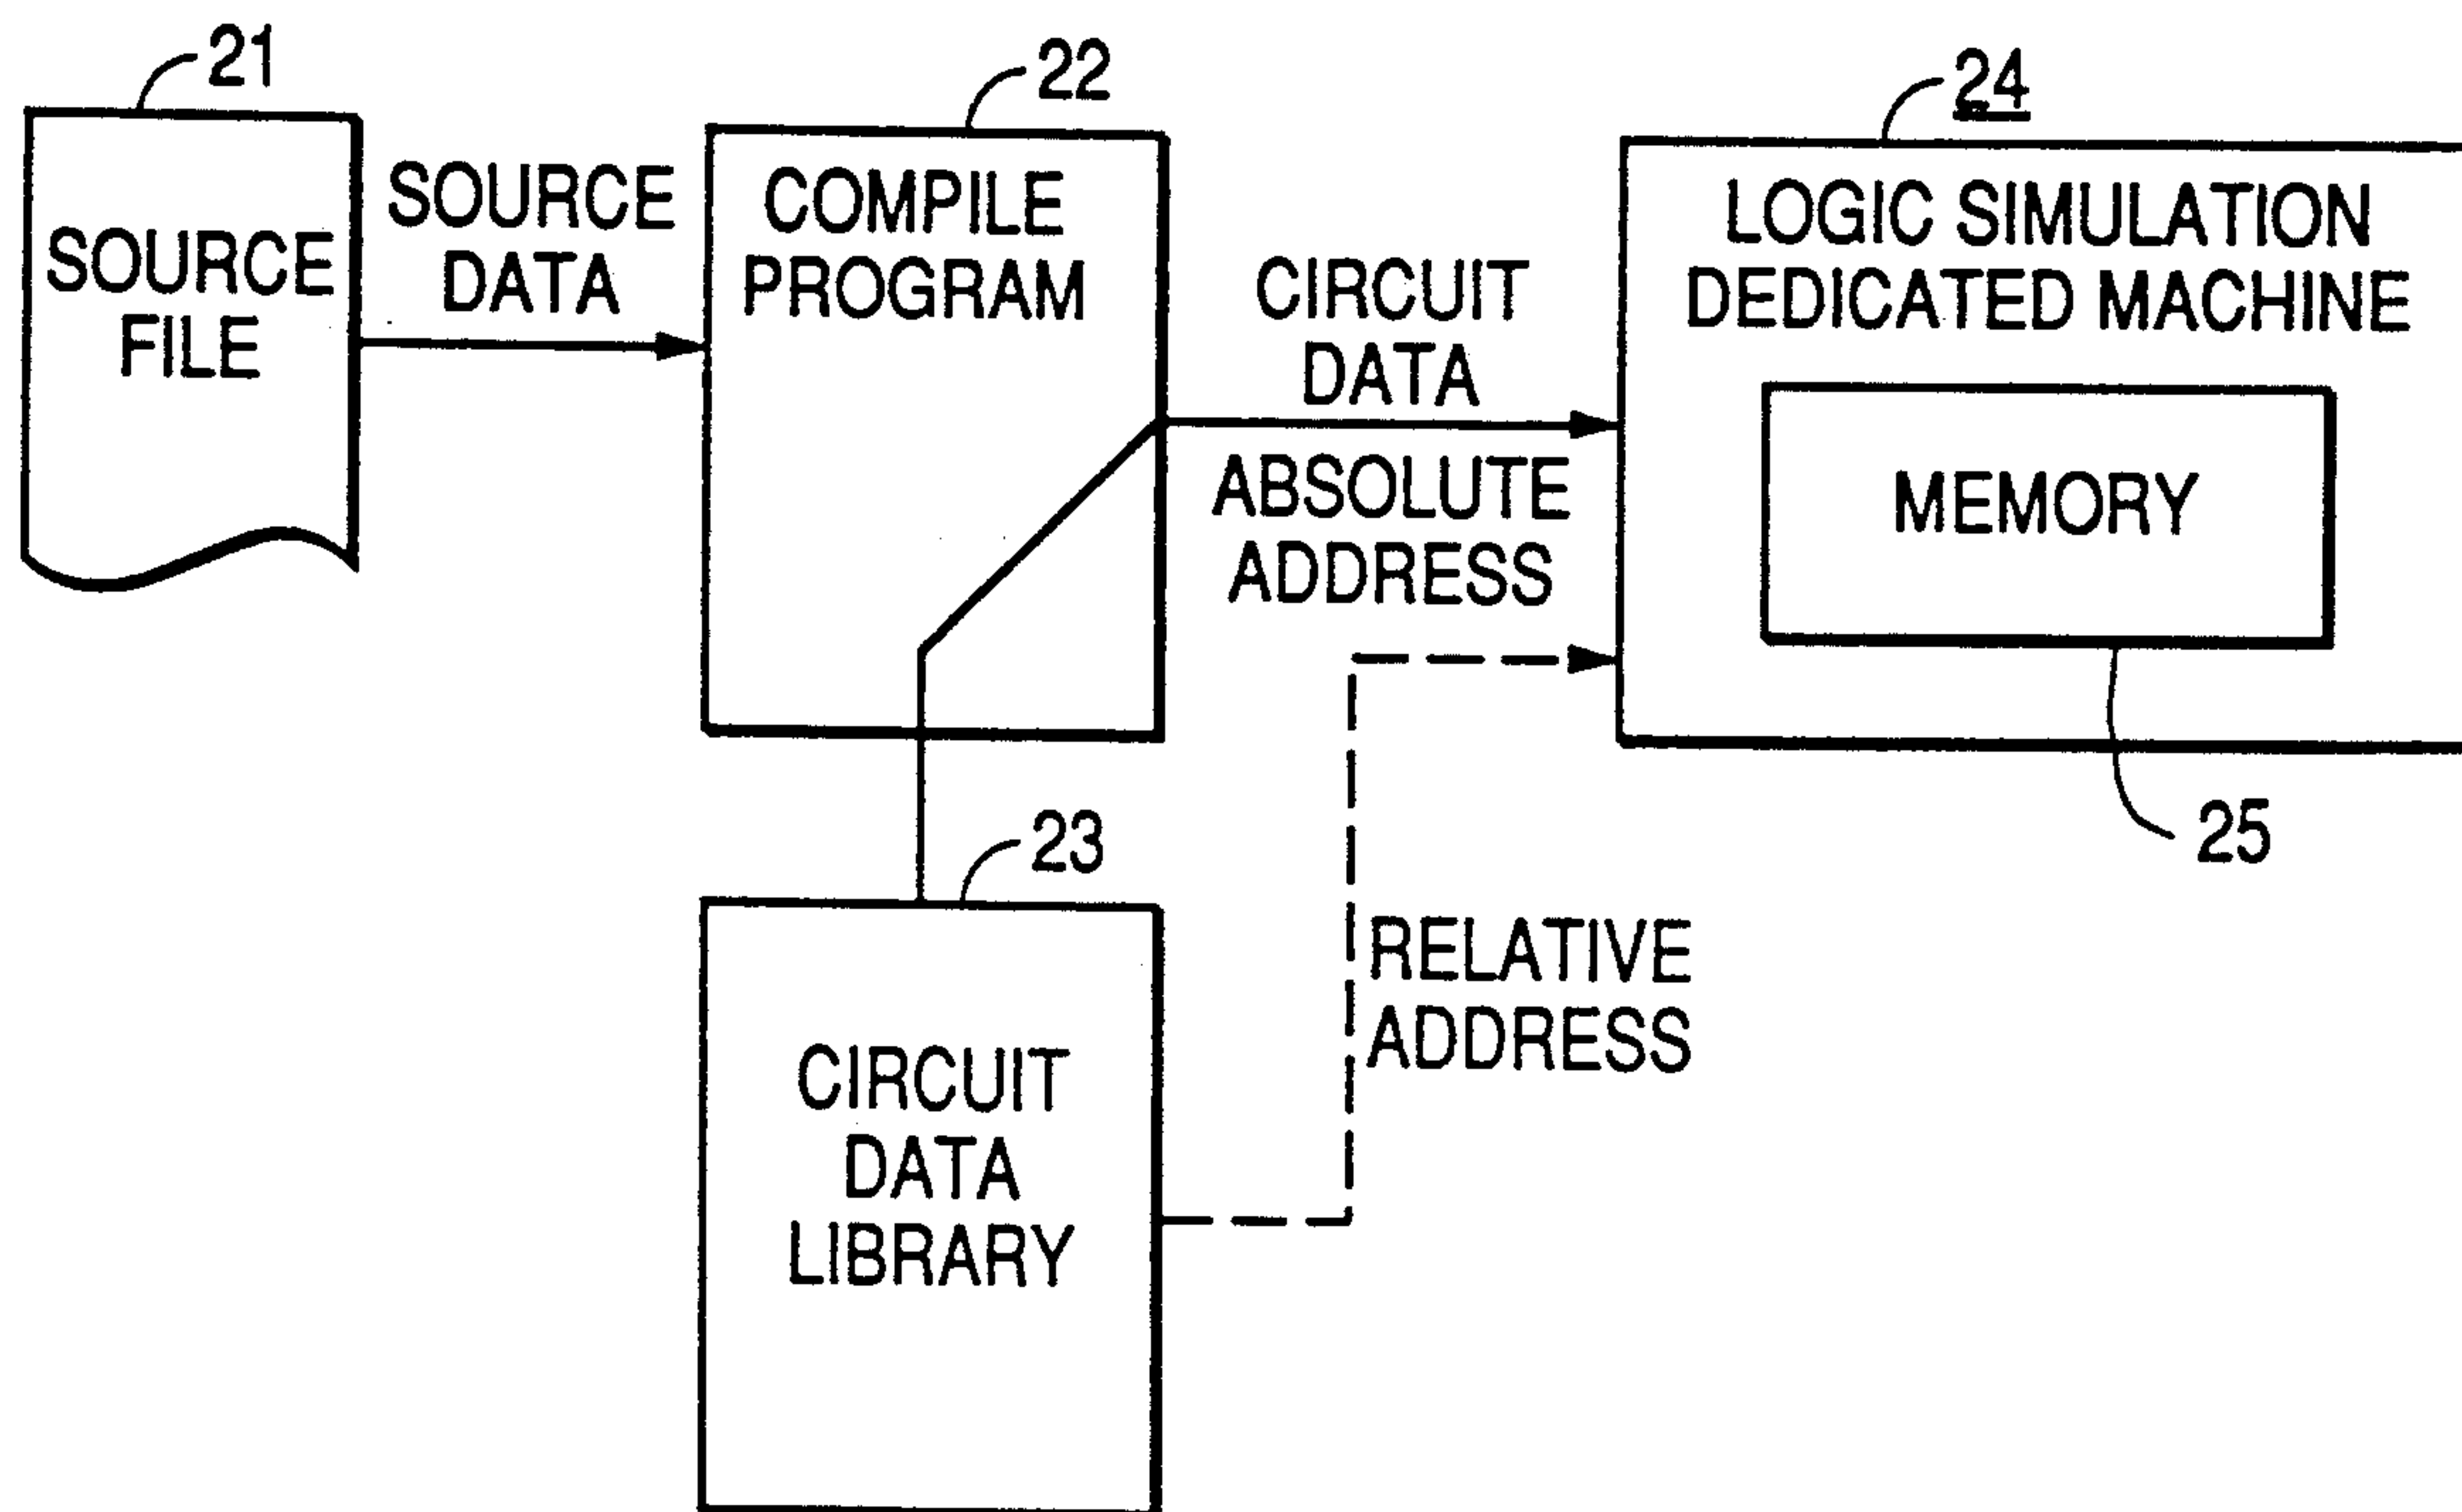 21
SOURCE
FILE
SOURCE
DATA
22
COMPILE
PROGRAM
CIRCUIT
DATA
ABSOLUTE
ADDRESS
24
LOGIC SIMULATION
DEDICATED MACHINE
MEMORY
25
23
CIRCUIT
DATA
LIBRARY
RELATIVE
ADDRESS